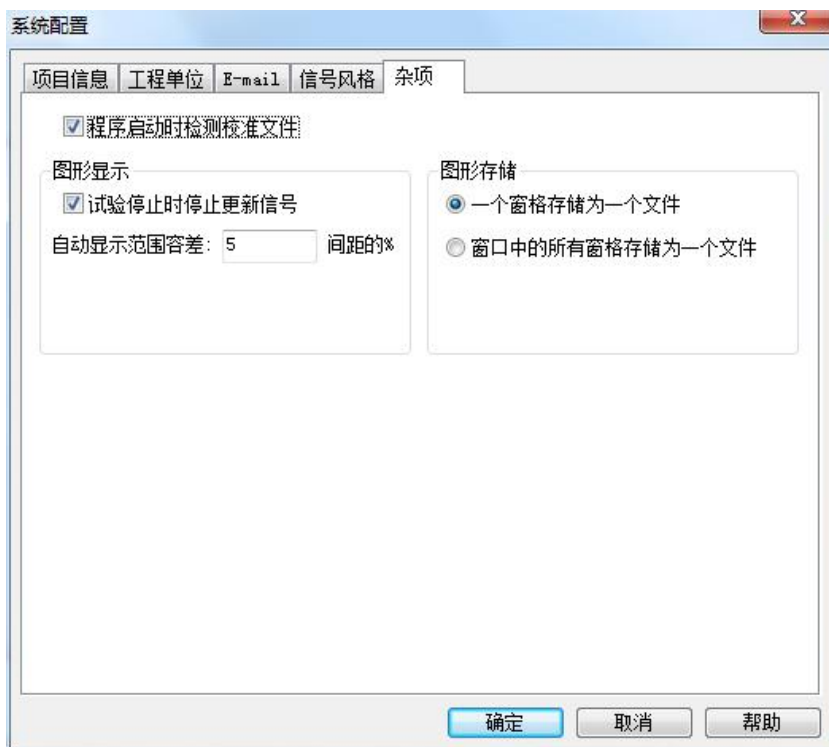 系统配置
项目信息 工程单位 E-mail 信号风格 杂项
程序启动时检测校准文件
图形显示
试验停止时停止更新信号
自动显示范围容差: 5 间距的%
图形存储
一个窗格存储为一个文件
窗口中的所有窗格存储为一个文件
确定 取消 帮助